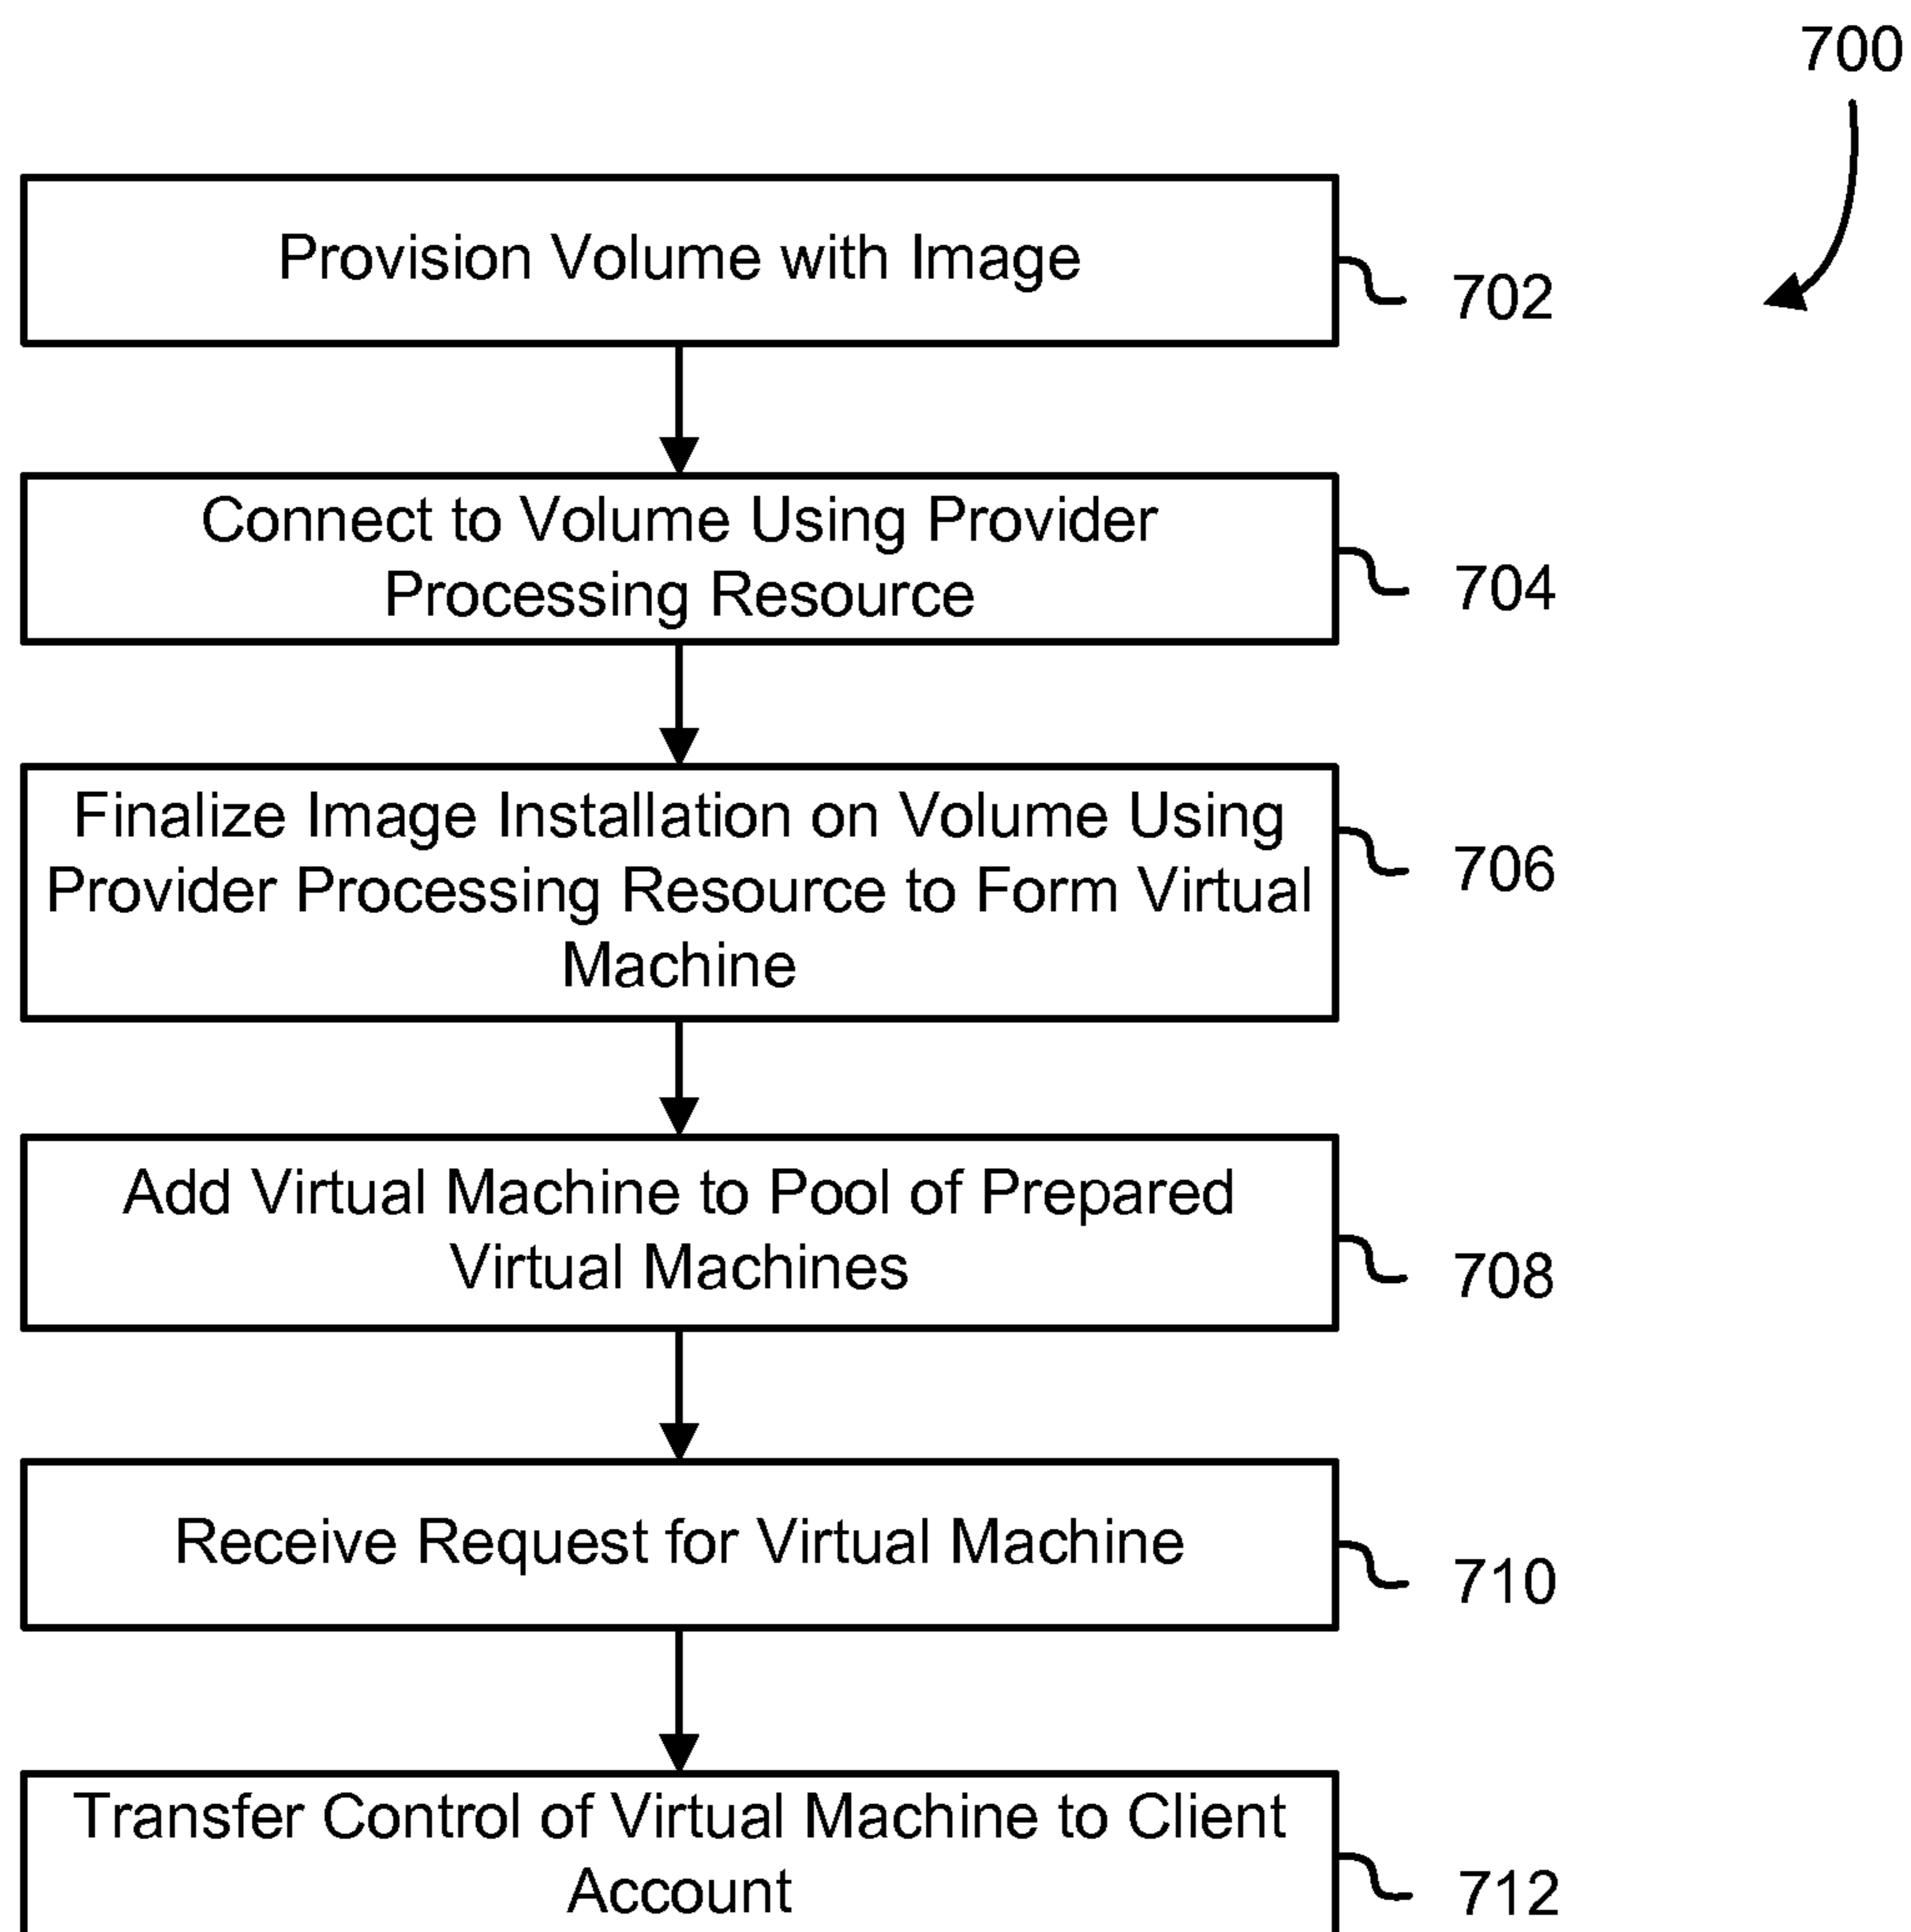 700
Provision Volume with Image
702
Connect to Volume Using Provider
Processing Resource
704
Finalize Image Installation on Volume Using
Provider Processing Resource to Form Virtual
Machine
706
Add Virtual Machine to Pool of Prepared
Virtual Machines
708
Receive Request for Virtual Machine
710
Transfer Control of Virtual Machine to Client
Account
712